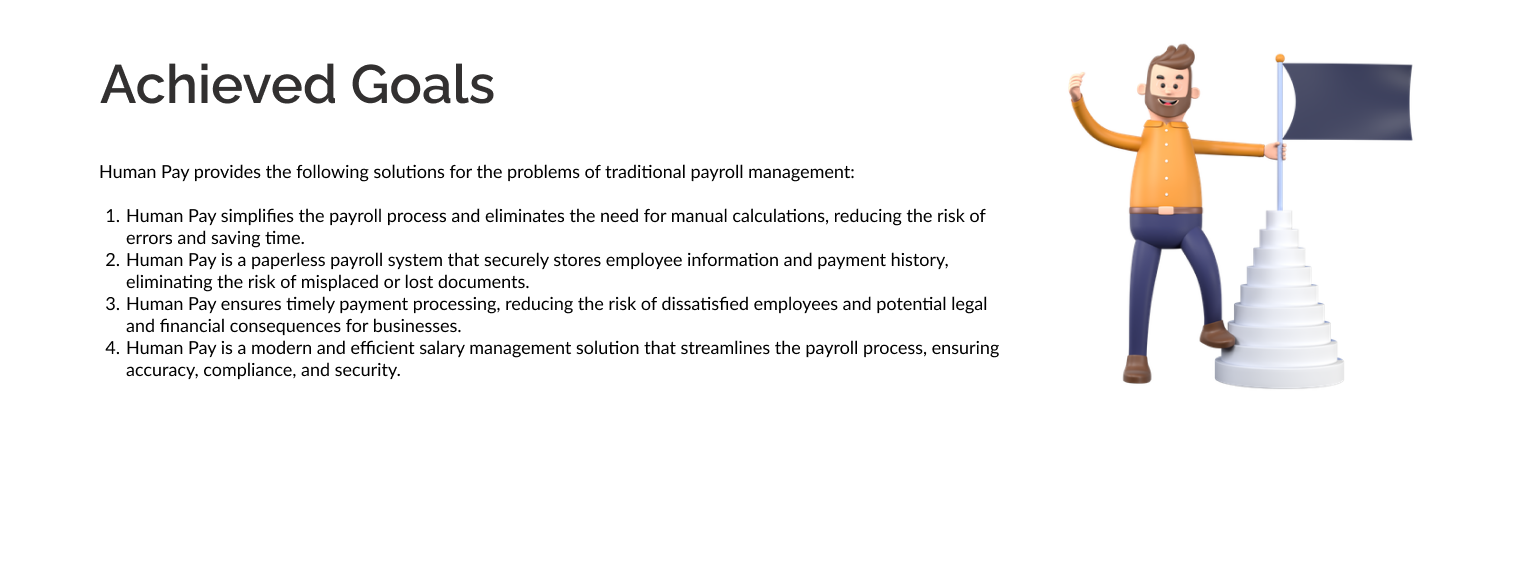 Achieved Goals
Human Pay provides the following solutions for the problems of traditional payroll management:
1. Human Pay simplifies the payroll process and eliminates the need for manual calculations, reducing the risk of
errors and saving time.
2. Human Pay is a paperless payroll system that securely stores employee information and payment history,
eliminating the risk of misplaced or lost documents.
3. Human Pay ensures timely payment processing, reducing the risk of dissatisfied employees and potential legal
and financial consequences for businesses.
4. Human Pay is a modern and efficient salary management solution that streamlines the payroll process, ensuring
accuracy, compliance, and security.